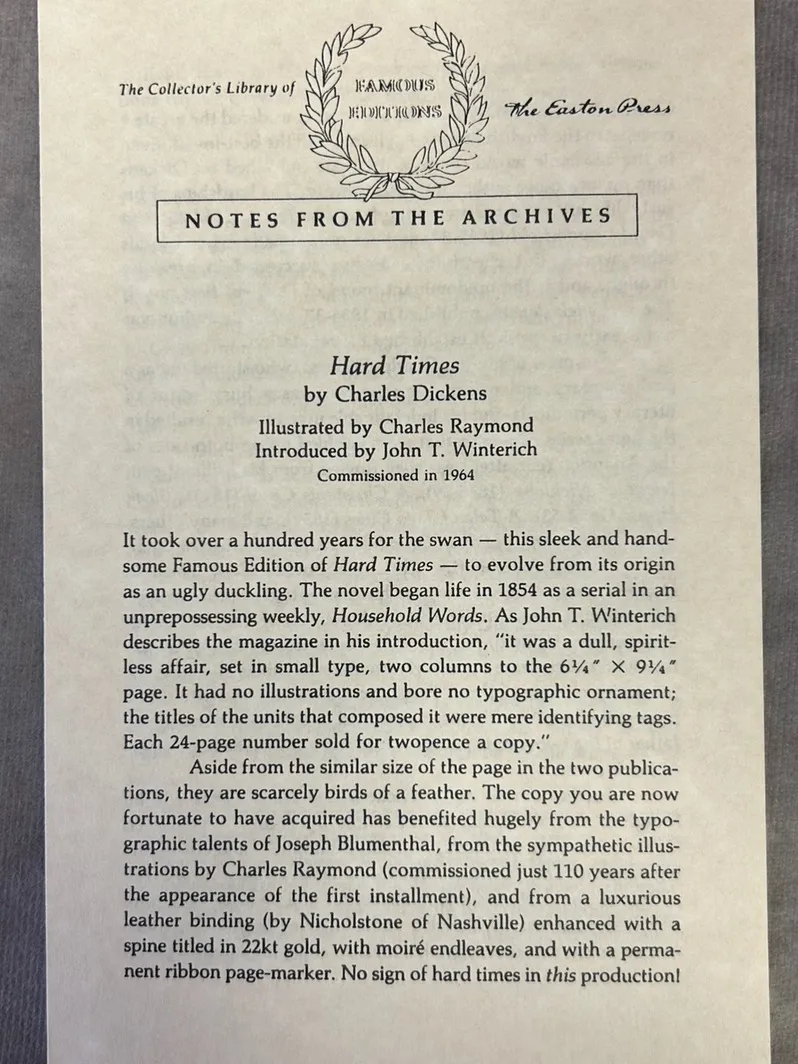 The Collector's Library of
FAMOUS
EDITIONS
The Easton Press
NOTES FROM THE ARCHIVES
Hard Times
by Charles Dickens
Illustrated by Charles Raymond
Introduced by John T. Winterich
Commissioned in 1964
It took over a hundred years for the swan — this sleek and hand-
some Famous Edition of Hard Times — to evolve from its origin
as an ugly duckling. The novel began life in 1854 as a serial in an
unprepossessing weekly, Household Words. As John T. Winterich
describes the magazine in his introduction, "it was a dull, spirit-
less affair, set in small type, two columns to the 6¼" X 9¼"
page. It had no illustrations and bore no typographic ornament;
the titles of the units that composed it were mere identifying tags.
Each 24-page number sold for twopence a copy."
Aside from the similar size of the page in the two publica-
tions, they are scarcely birds of a feather. The copy you are now
fortunate to have acquired has benefited hugely from the typo-
graphic talents of Joseph Blumenthal, from the sympathetic illus-
trations by Charles Raymond (commissioned just 110 years after
the appearance of the first installment), and from a luxurious
leather binding (by Nicholstone of Nashville) enhanced with a
spine titled in 22kt gold, with moiré endleaves, and with a perma-
nent ribbon page-marker. No sign of hard times in this production!